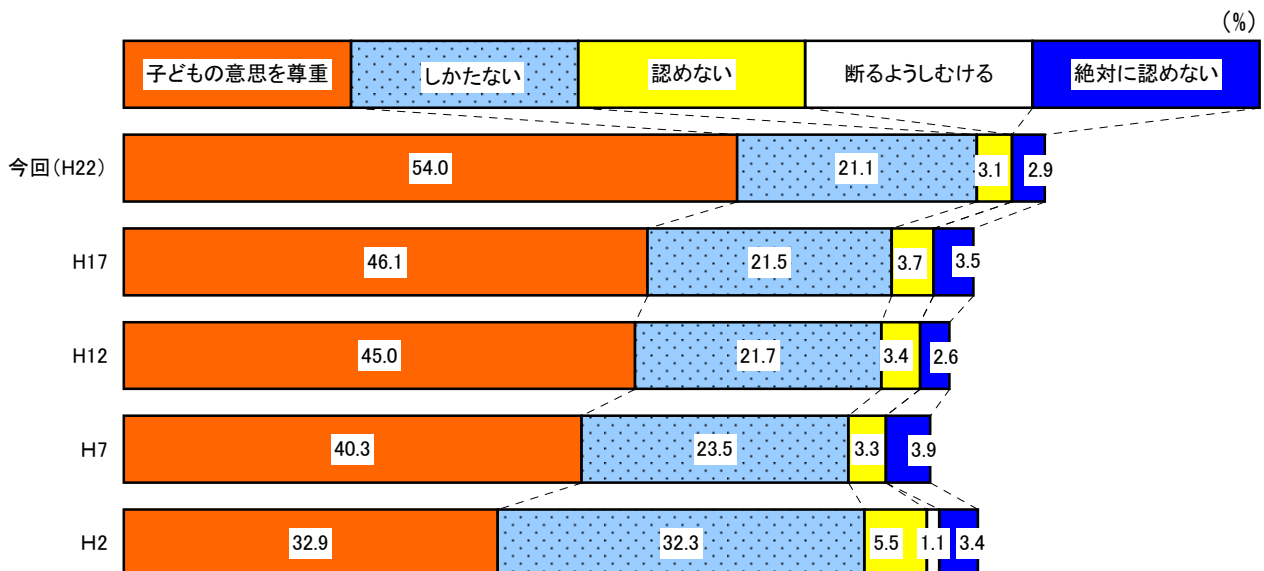 (%)
子どもの意思を尊重 しかたない 認めない 断るようしむける 絶対に認めない
今回(H22) 54.0 21.1 3.1 2.9
H17 46.1 21.5 3.7 3.5
H12 45.0 21.7 3.4 2.6
H7 40.3 23.5 3.3 3.9
H2 32.9 32.3 5.5 1.1 3.4